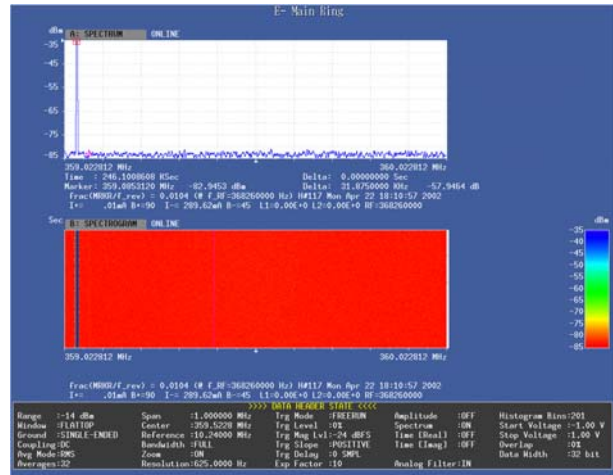 E- Main Ring
dBm
A: SPECTRUM ONLINE
-35
-45
-55
-65
-75
-85
359.022812 MHz 360.022812 MHz
Time : 246.1008608 KSec Delta: 0.00000000 Sec
Marker: 359.0853120 MHz -82.9453 dBm Delta: 31.8750000 KHz -57.9464 dB
frac(MRKR/f_rev) = 0.0104 (@ f_RF=368260000 Hz) H#117 Mon Apr 22 18:10:57 2002
I+= .01mA B+=90 I-= 289.62mA B-=45 L1=0.00E+0 L2=0.00E+0 RF=368260000
Sec
B: SPECTROGRAM ONLINE
dBm
-35
-40
-45
-50
-55
-60
-65
-70
-75
-80
-85
359.022812 MHz 360.022812 MHz
frac(MRKR/f_rev) = 0.0104 (@ f_RF=368260000 Hz) H#117 Mon Apr 22 18:10:57 2002
I+= .01mA B+=90 I-= 289.62mA B-=45 L1=0.00E+0 L2=0.00E+0 RF=368260000
>>>> DATA HEADER STATE <<<<
Range :-14 dBm Span :1.000000 MHz Trg Mode :FREERUN Amplitude :OFF Histogram Bins:201
Window :FLATTOP Center :359.5228 MHz Trg Level :0% Spectrum :ON Start Voltage :-1.00 V
Ground :SINGLE-ENDED Reference :10.24000 MHz Trg Mag Lvl:-24 dBFS Time [Real] :OFF Stop Voltage :1.00 V
Coupling:DC Bandwidth :FULL Trg Slope :POSITIVE Time [Imag] :OFF Overlap :0%
Avg Mode:RMS Zoom :ON Trg Delay :0 SMPL Data Width :32 bit
Averages:32 Resolution:625.0000 Hz Exp Factor :10 Analog Filter:IN